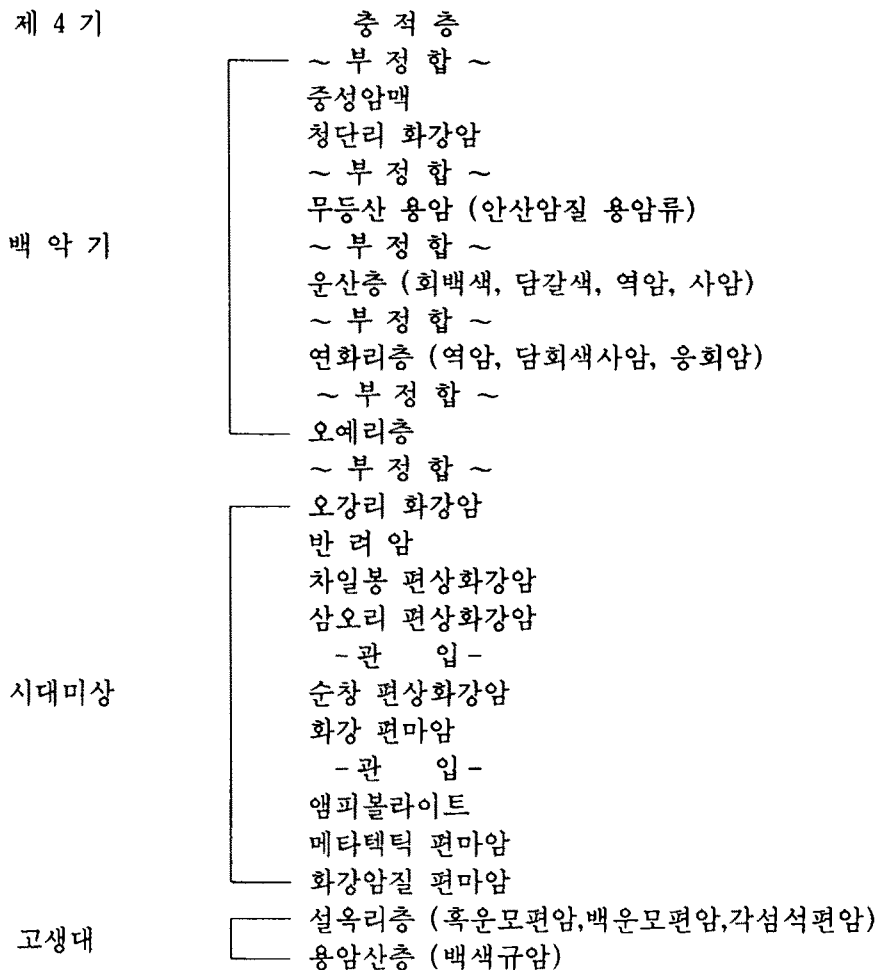 제 4 기 충 적 층
~ 부 정 합 ~
중성암맥
청단리 화강암
~ 부 정 합 ~
무등산 용암 (안산암질 용암류)
백 악 기 ~ 부 정 합 ~
운산층 (회백색, 담갈색, 역암, 사암)
~ 부 정 합 ~
연화리층 (역암, 담회색사암, 응회암)
~ 부 정 합 ~
오예리층
~ 부 정 합 ~
오강리 화강암
반 려 암
차일봉 편상화강암
삼오리 편상화강암
- 관 입 -
시대미상 순창 편상화강암
화강 편마암
- 관 입 -
앰피볼라이트
메타텍틱 편마암
화강암질 편마암
설옥리층 (흑운모편암,백운모편암,각섬석편암)
고생대
용암산층 (백색규암)